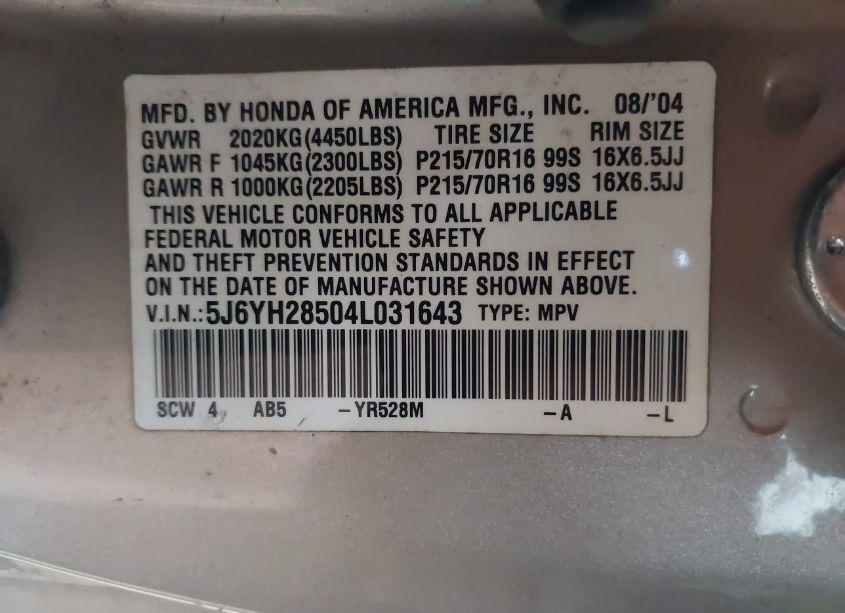 MFD. BY HONDA OF AMERICA MFG., INC. 08/'04
GVWR 2020KG(4450LBS) TIRE SIZE RIM SIZE
GAWR F 1045KG(2300LBS) P215/70R16 99S 16X6.5JJ
GAWR R 1000KG(2205LBS) P215/70R16 99S 16X6.5JJ
THIS VEHICLE CONFORMS TO ALL APPLICABLE
FEDERAL MOTOR VEHICLE SAFETY
AND THEFT PREVENTION STANDARDS IN EFFECT
ON THE DATE OF MANUFACTURE SHOWN ABOVE.
V.I.N.: 5J6YH28504L031643 TYPE: MPV
SCW 4 AB5 -YR528M -A -L